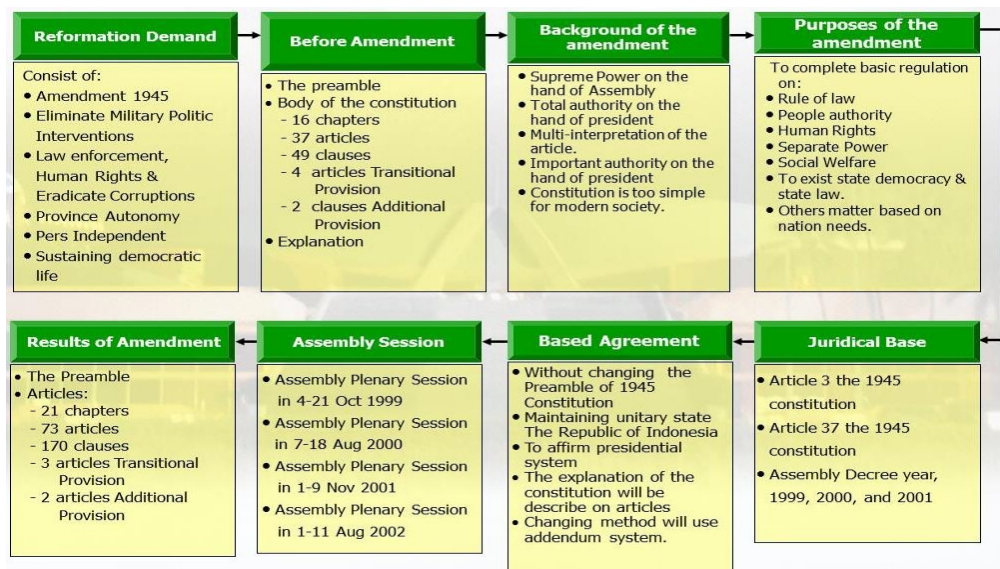 Reformation Demand
Consist of:
• Amendment 1945
• Eliminate Military Politic
Interventions
• Law enforcement,
Human Rights &
Eradicate Corruptions
• Province Autonomy
• Pers Independent
• Sustaining democratic
life
Before Amendment
• The preamble
• Body of the constitution
- 16 chapters
- 37 articles
- 49 clauses
- 4 articles Transitional
Provision
- 2 clauses Additional
Provision
• Explanation
Background of the
amendment
• Supreme Power on the
hand of Assembly
• Total authority on the
hand of president
• Multi-interpretation of the
article.
• Important authority on the
hand of president
• Constitution is too simple
for modern society.
Purposes of the
amendment
To complete basic regulation
on:
• Rule of law
• People authority
• Human Rights
• Separate Power
• Social Welfare
• To exist state democracy &
state law.
• Others matter based on
nation needs.
Juridical Base
• Article 3 the 1945
constitution
• Article 37 the 1945
constitution
• Assembly Decree year,
1999, 2000, and 2001
Based Agreement
• Without changing the
Preamble of 1945
Constitution
• Maintaining unitary state
The Republic of Indonesia
• To affirm presidential
system
• The explanation of the
constitution will be
describe on articles
• Changing method will use
addendum system.
Assembly Session
• Assembly Plenary Session
in 4-21 Oct 1999
• Assembly Plenary Session
in 7-18 Aug 2000
• Assembly Plenary Session
in 1-9 Nov 2001
• Assembly Plenary Session
in 1-11 Aug 2002
Results of Amendment
• The Preamble
• Articles:
- 21 chapters
- 73 articles
- 170 clauses
- 3 articles Transitional
Provision
- 2 articles Additional
Provision